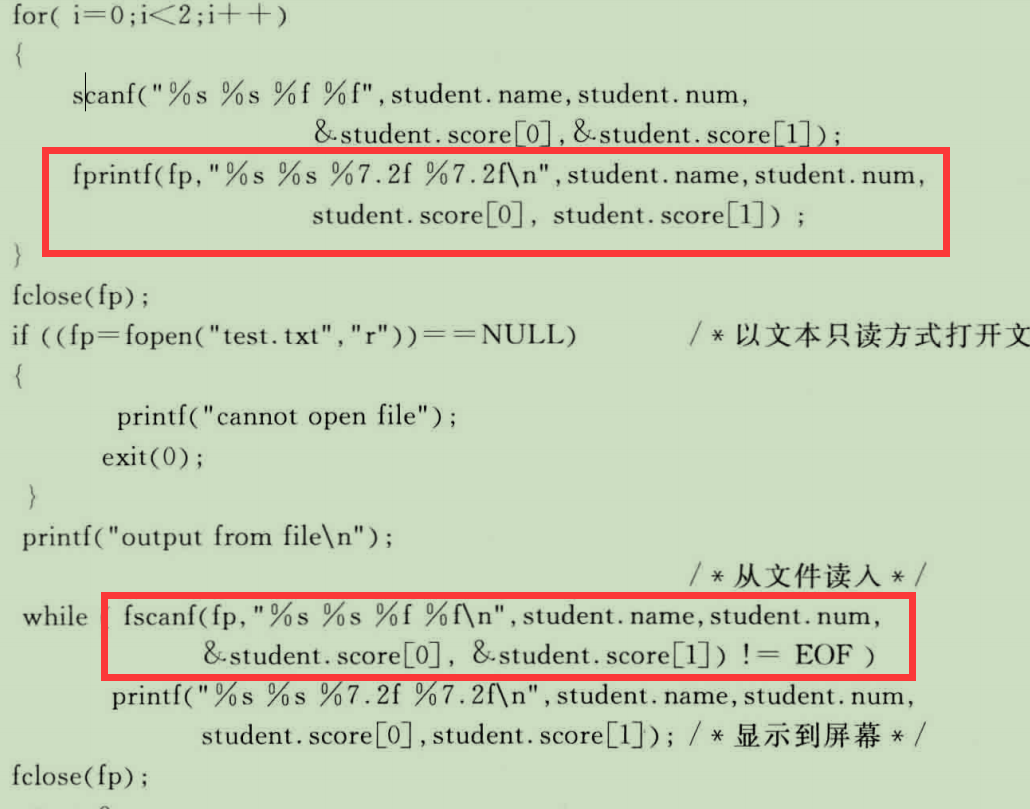 for( i=0;i<2;i++)
{
scanf("%s %s %f %f",student.name,student.num,
&student.score[0],&student.score[1]);
fprintf(fp,"%s %s %7.2f %7.2f\n",student.name,student.num,
student.score[0], student.score[1]) ;
}
fclose(fp);
if ((fp=fopen("test.txt","r"))==NULL) /*以文本只读方式打开文
{
printf("cannot open file");
exit(0);
}
printf("output from file\n");
/*从文件读入*/
while ( fscanf(fp,"%s %s %f %f\n",student.name,student.num,
&student.score[0], &student.score[1]) != EOF )
printf("%s %s %7.2f %7.2f\n",student.name,student.num,
student.score[0],student.score[1]); /*显示到屏幕*/
fclose(fp);